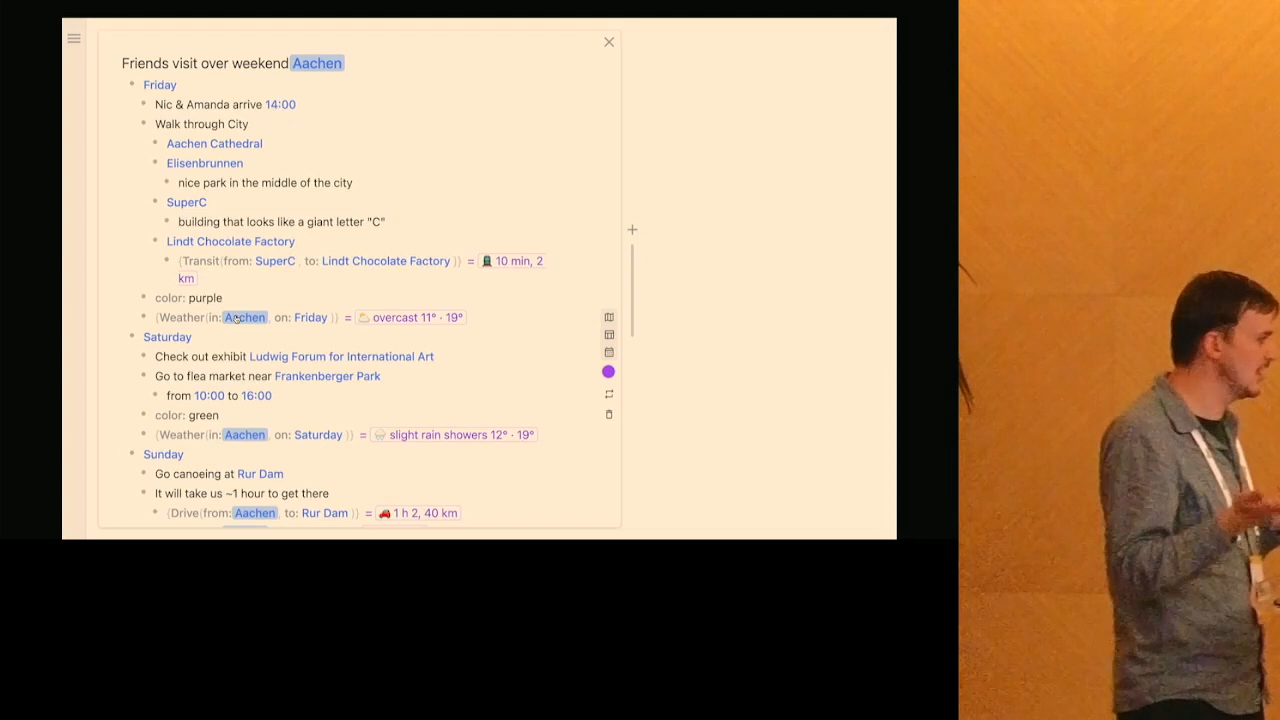 Friends visit over weekend Aachen
Friday
Nic & Amanda arrive 14:00
Walk through City
Aachen Cathedral
Elisenbrunnen
nice park in the middle of the city
SuperC
building that looks like a giant letter "C"
Lindt Chocolate Factory
{Transit(from: SuperC , to: Lindt Chocolate Factory )} = 10 min, 2
km
color: purple
{Weather(in: Aachen, on: Friday )} = overcast 11° · 19°
Saturday
Check out exhibit Ludwig Forum for International Art
Go to flea market near Frankenberger Park
from 10:00 to 16:00
color: green
{Weather(in: Aachen, on: Saturday )} = slight rain showers 12° · 19°
Sunday
Go canoeing at Rur Dam
It will take us ~1 hour to get there
{Drive(from: Aachen, to: Rur Dam )} = 1 h 2, 40 km